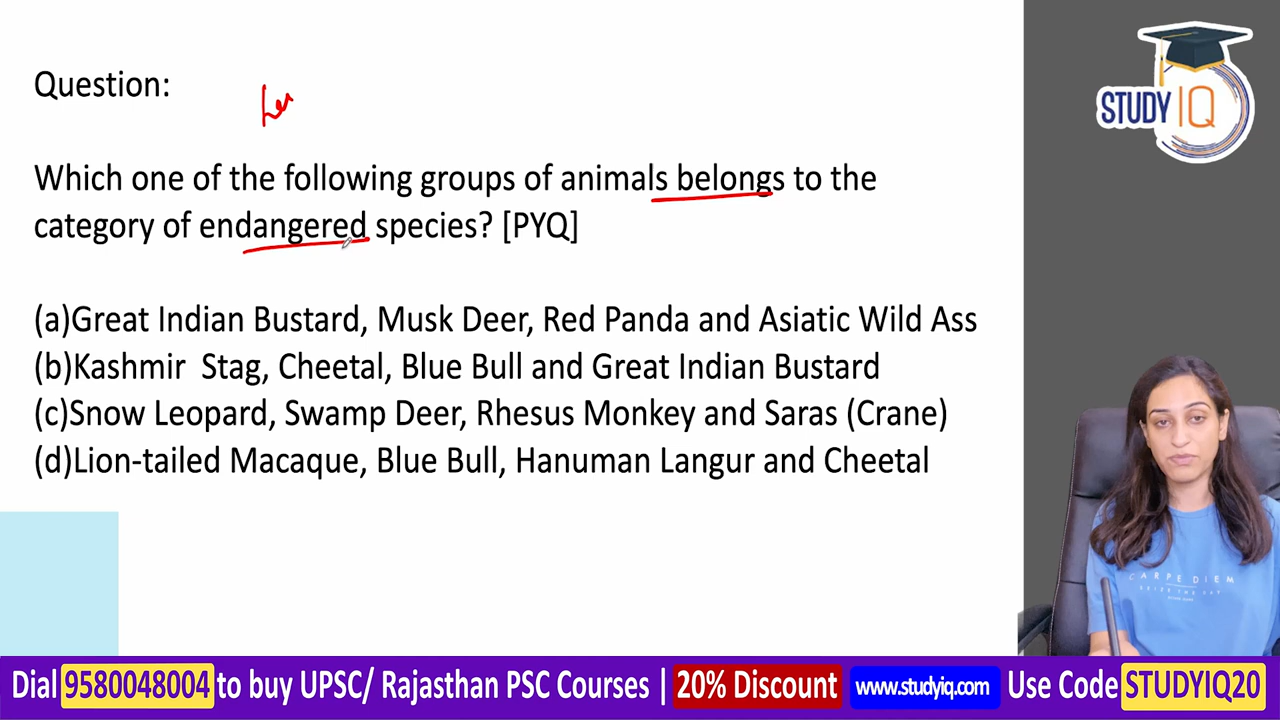 Question:
Which one of the following groups of animals belongs to the
category of endangered species? [PYQ]
(a)Great Indian Bustard, Musk Deer, Red Panda and Asiatic Wild Ass
(b)Kashmir  Stag, Cheetal, Blue Bull and Great Indian Bustard
(c)Snow Leopard, Swamp Deer, Rhesus Monkey and Saras (Crane)
(d)Lion-tailed Macaque, Blue Bull, Hanuman Langur and Cheetal
STUDY IQ
CARPE DIEM
Dial 9580048004 to buy UPSC/ Rajasthan PSC Courses | 20% Discount www.studyiq.com Use Code STUDYIQ20